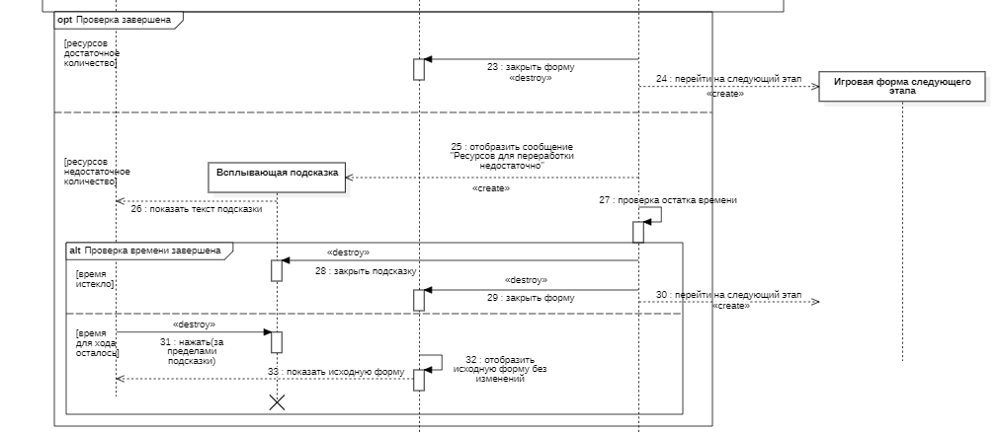 opt Проверка завершена
[ресурсов
достаточное
количество]
23 : закрыть форму
«destroy»
24 : перейти на следующий этап
«create»
Игровая форма следующего
этапа
25 : отобразить сообщение
"Ресурсов для переработки
недостаточно"
«create»
[ресурсов
недостаточное
количество]
Всплывающая подсказка
26 : показать текст подсказки
27 : проверка остатка времени
alt Проверка времени завершена
«destroy»
28 : закрыть подсказку
[время
истекло]
«destroy»
29 : закрыть форму
30 : перейти на следующий этап
«create»
[время
для хода
осталось]
«destroy»
31 : нажать(за
пределами
подсказки)
32 : отобразить
исходную форму без
изменений
33 : показать исходную форму